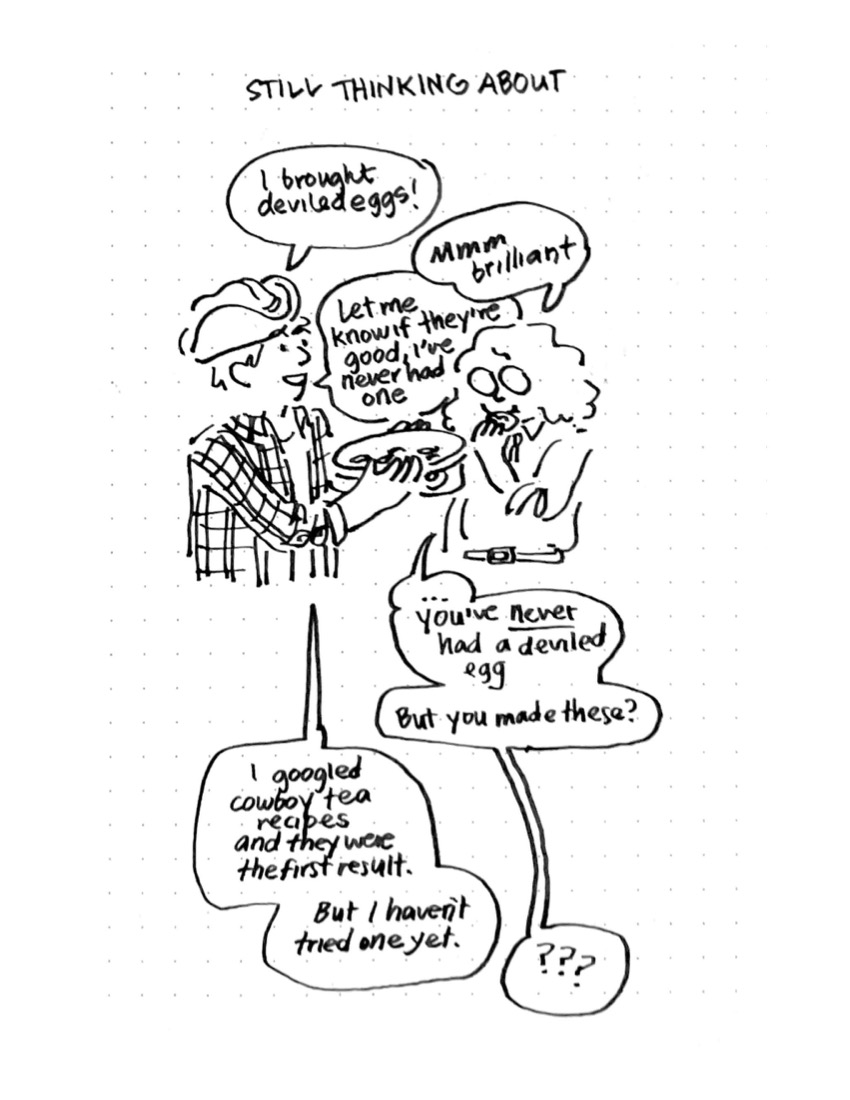 STILL THINKING ABOUT
I brought
deviled eggs!
Mmm
brilliant
Let me
know if they're
good, I've
never had
one
...
you've never
had a deviled
egg
But you made these?
I googled
cowboy tea
recipes
and they were
the first result.
But I haven't
tried one yet.
???